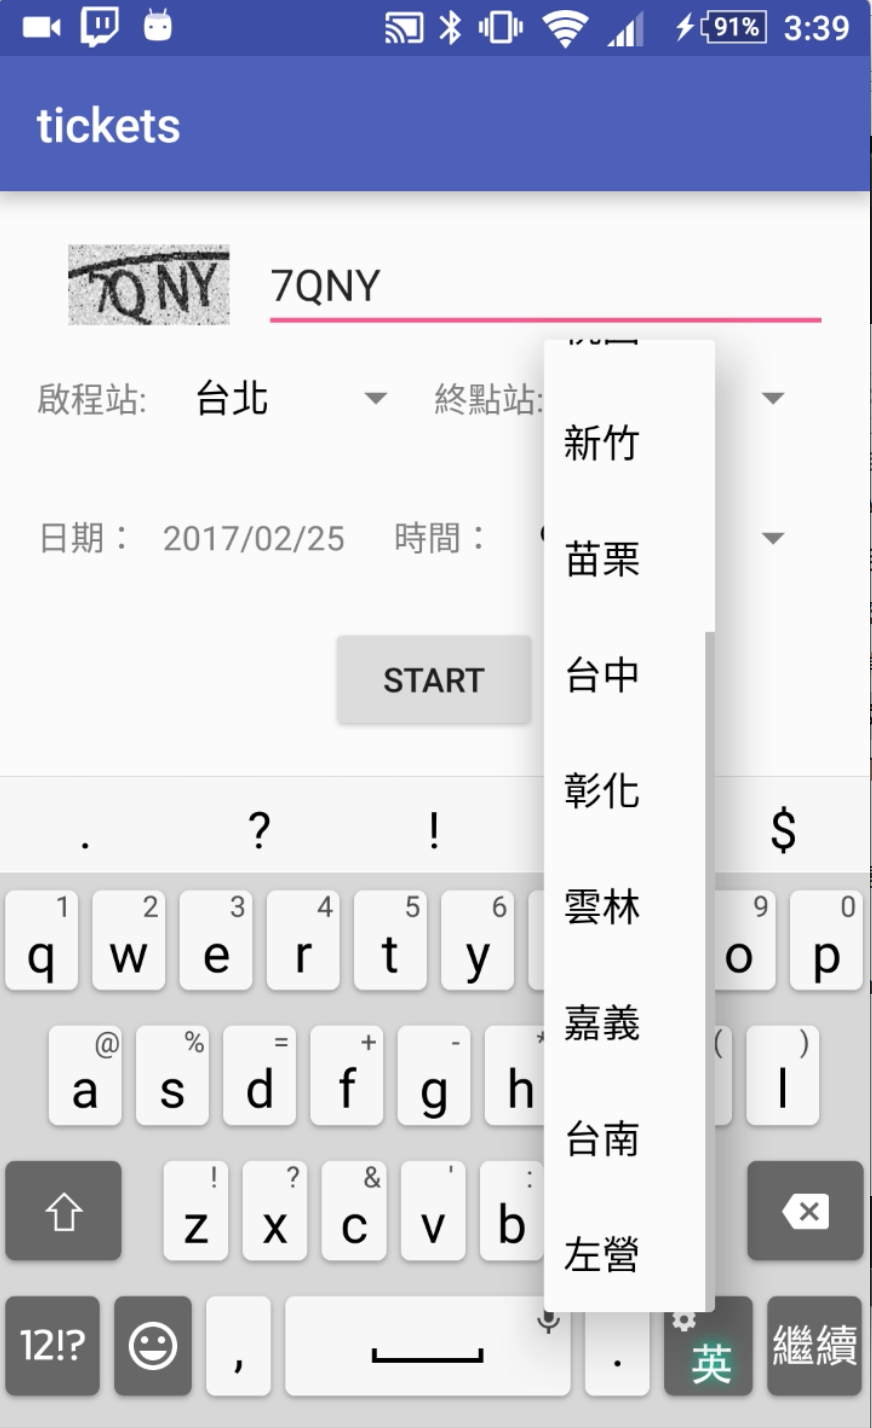 91% 3:39
tickets
7QNY 7QNY
啟程站: 台北 終點站:
新竹
日期： 2017/02/25 時間：
苗栗
START
台中
彰化
雲林
嘉義
台南
左營
. ? ! $
1 2 3 4 5 6 9 0
q w e r t y o p
@ % = + - * ( )
a s d f g h l
! ? & ' :
z x c v b
12!? , . 英 繼續